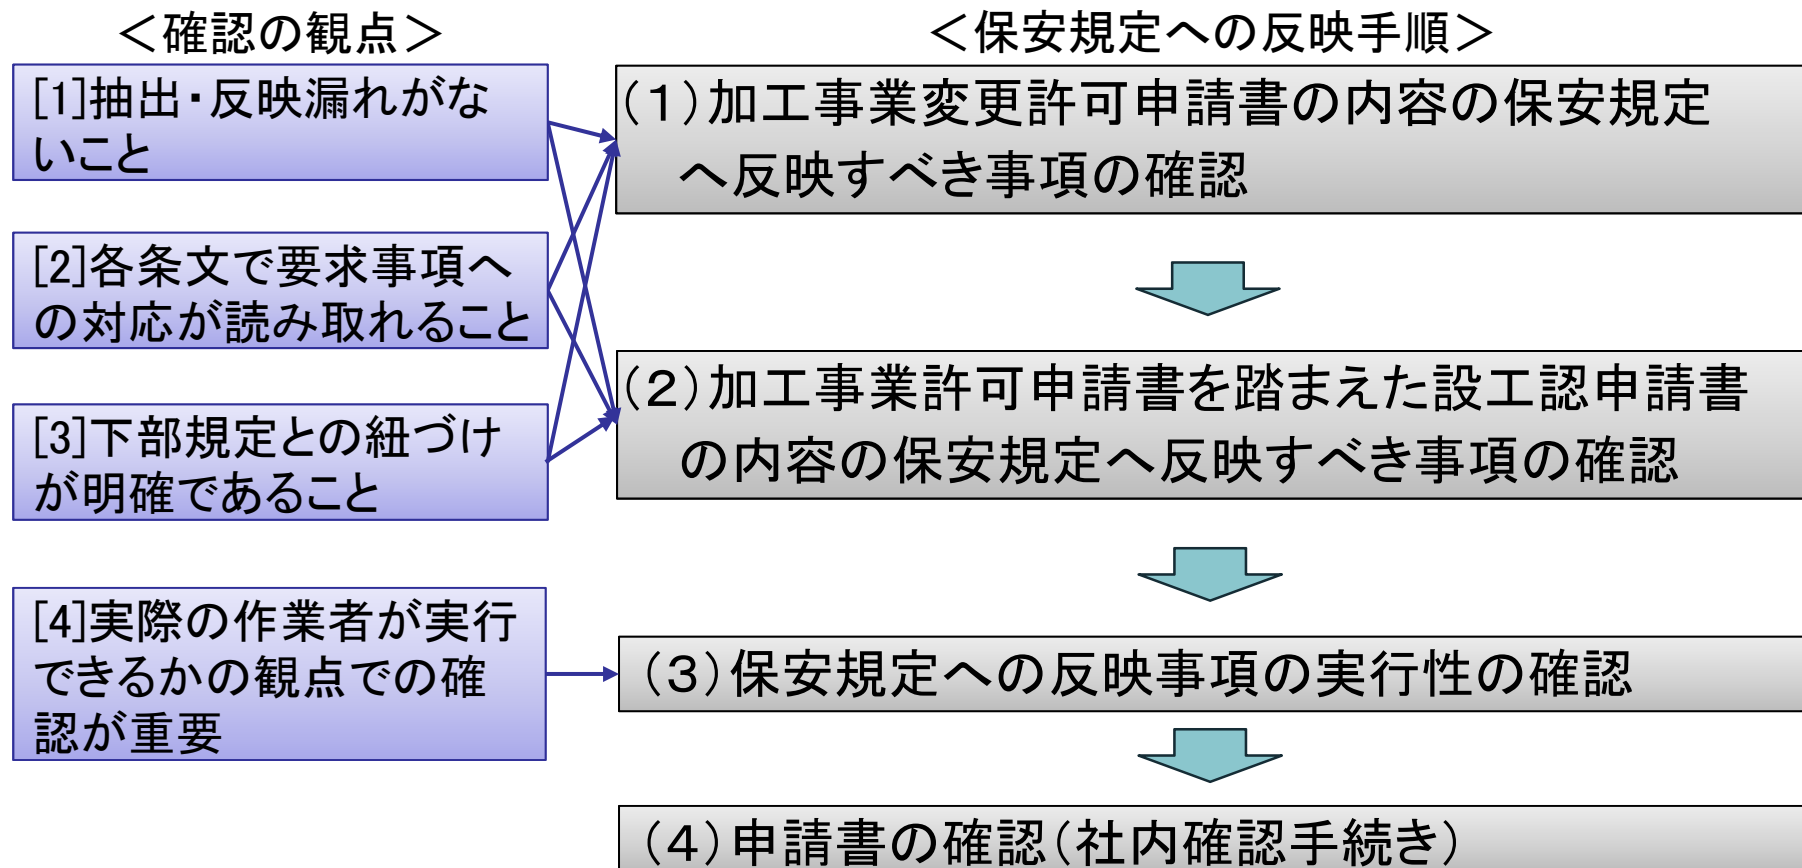 ＜確認の観点＞
[1]抽出・反映漏れがな
いこと
[2]各条文で要求事項へ
の対応が読み取れること
[3]下部規定との紐づけ
が明確であること
[4]実際の作業者が実行
できるかの観点での確
認が重要
＜保安規定への反映手順＞
（1）加工事業変更許可申請書の内容の保安規定
へ反映すべき事項の確認
（2）加工事業許可申請書を踏まえた設工認申請書
の内容の保安規定へ反映すべき事項の確認
（3）保安規定への反映事項の実行性の確認
（4）申請書の確認（社内確認手続き）